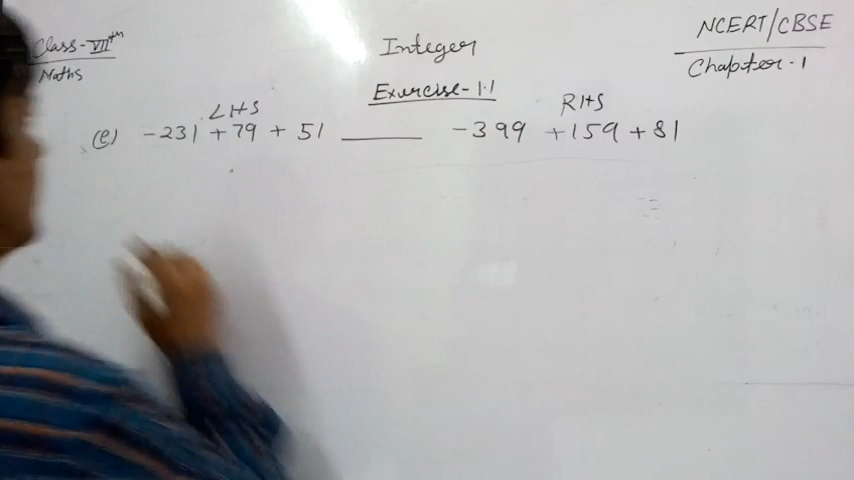 Class-VIIth
Maths
Integer
NCERT/CBSE
Chapter-1
Exercise-1.1
LHS
RHS
(e) -231 +79 + 51 ______ -399 +159 +81